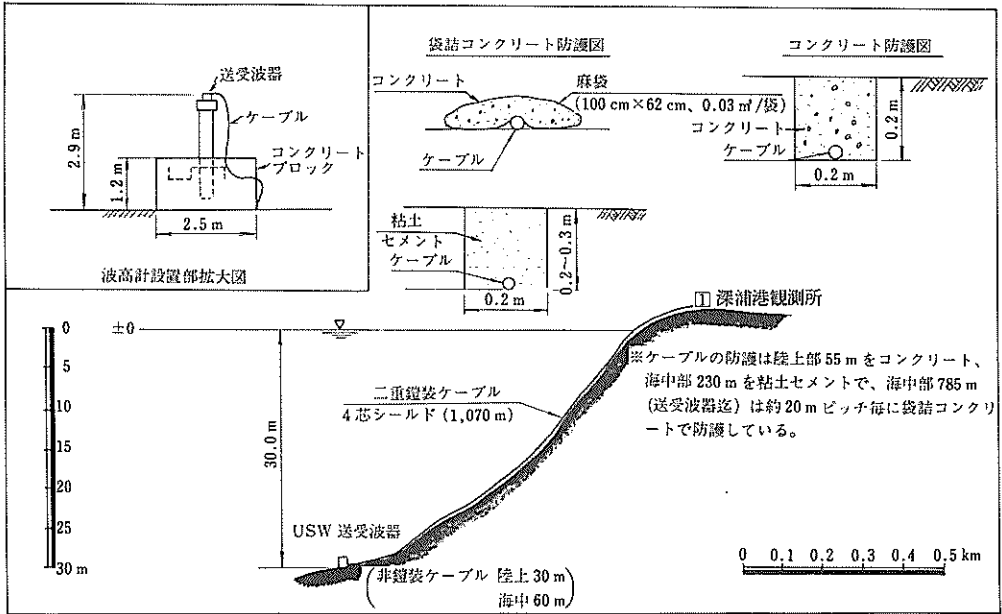 送受波器
ケーブル
コンクリート
ブロック
2.9 m
1.2 m
2.5 m
波高計設置部拡大図
袋詰コンクリート防護図
コンクリート
麻袋
(100 cm×62 cm、0.03 ㎥/袋)
ケーブル
コンクリート防護図
コンクリート
ケーブル
0.2 m
0.2 m
粘土
セメント
ケーブル
0.2~0.3 m
0.2 m
1 深浦港観測所
±0
0
5
10
15
20
25
30 m
30.0 m
二重鎧装ケーブル
4芯シールド (1,070 m)
※ケーブルの防護は陸上部 55 m をコンクリート、
海中部 230 m を粘土セメントで、海中部 785 m
(送受波器迄) は約 20 m ピッチ毎に袋詰コンクリ
ートで防護している。
USW 送受波器
(非鎧装ケーブル 陸上 30 m
海中 60 m)
0 0.1 0.2 0.3 0.4 0.5 km